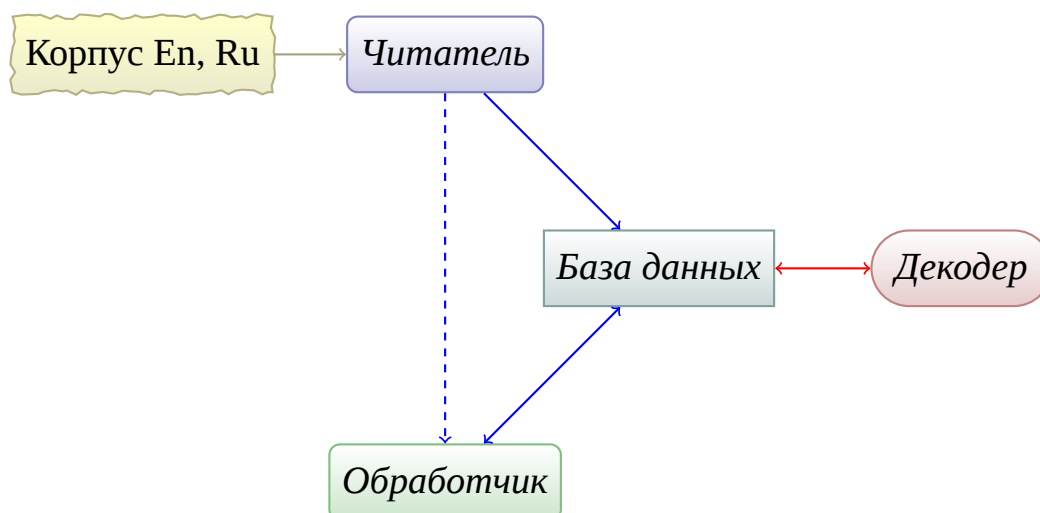 Корпус En, Ru
Читатель
База данных
Декодер
Обработчик